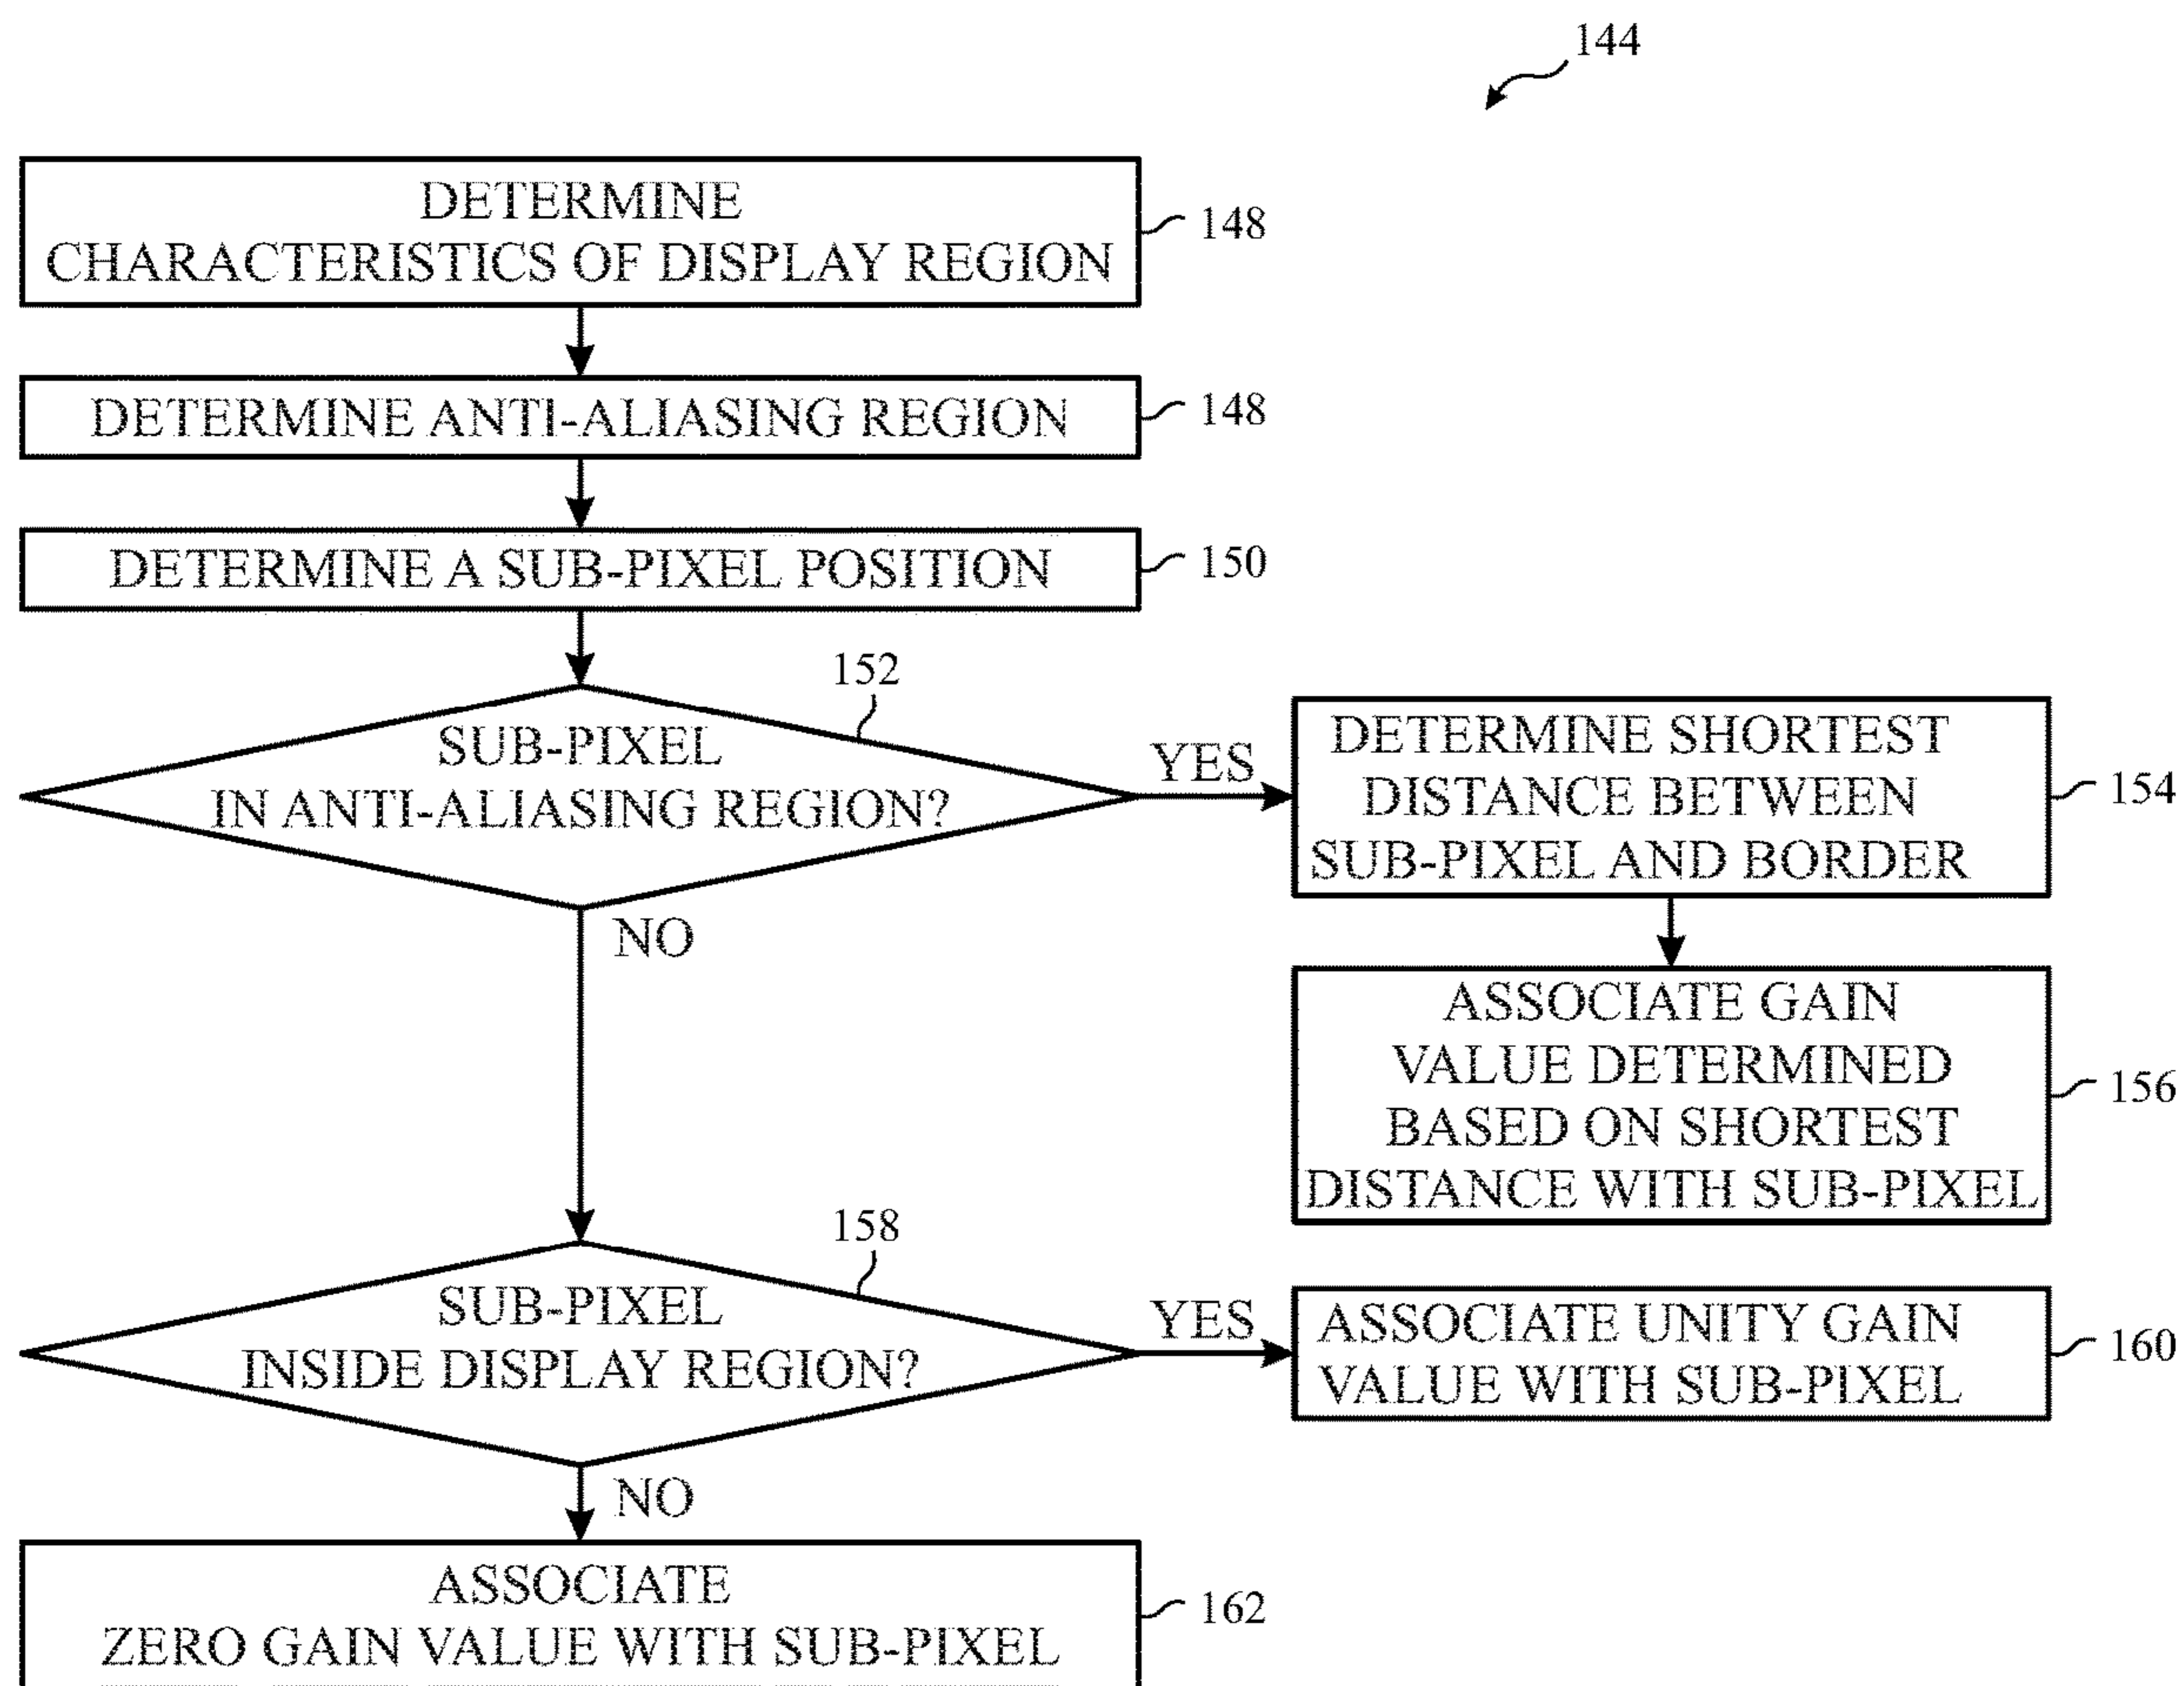 144
DETERMINE
CHARACTERISTICS OF DISPLAY REGION
148
DETERMINE ANTI-ALIASING REGION
148
DETERMINE A SUB-PIXEL POSITION
150
152
SUB-PIXEL
IN ANTI-ALIASING REGION?
YES
NO
DETERMINE SHORTEST
DISTANCE BETWEEN
SUB-PIXEL AND BORDER
154
ASSOCIATE GAIN
VALUE DETERMINED
BASED ON SHORTEST
DISTANCE WITH SUB-PIXEL
156
158
SUB-PIXEL
INSIDE DISPLAY REGION?
YES
NO
ASSOCIATE UNITY GAIN
VALUE WITH SUB-PIXEL
160
ASSOCIATE
ZERO GAIN VALUE WITH SUB-PIXEL
162